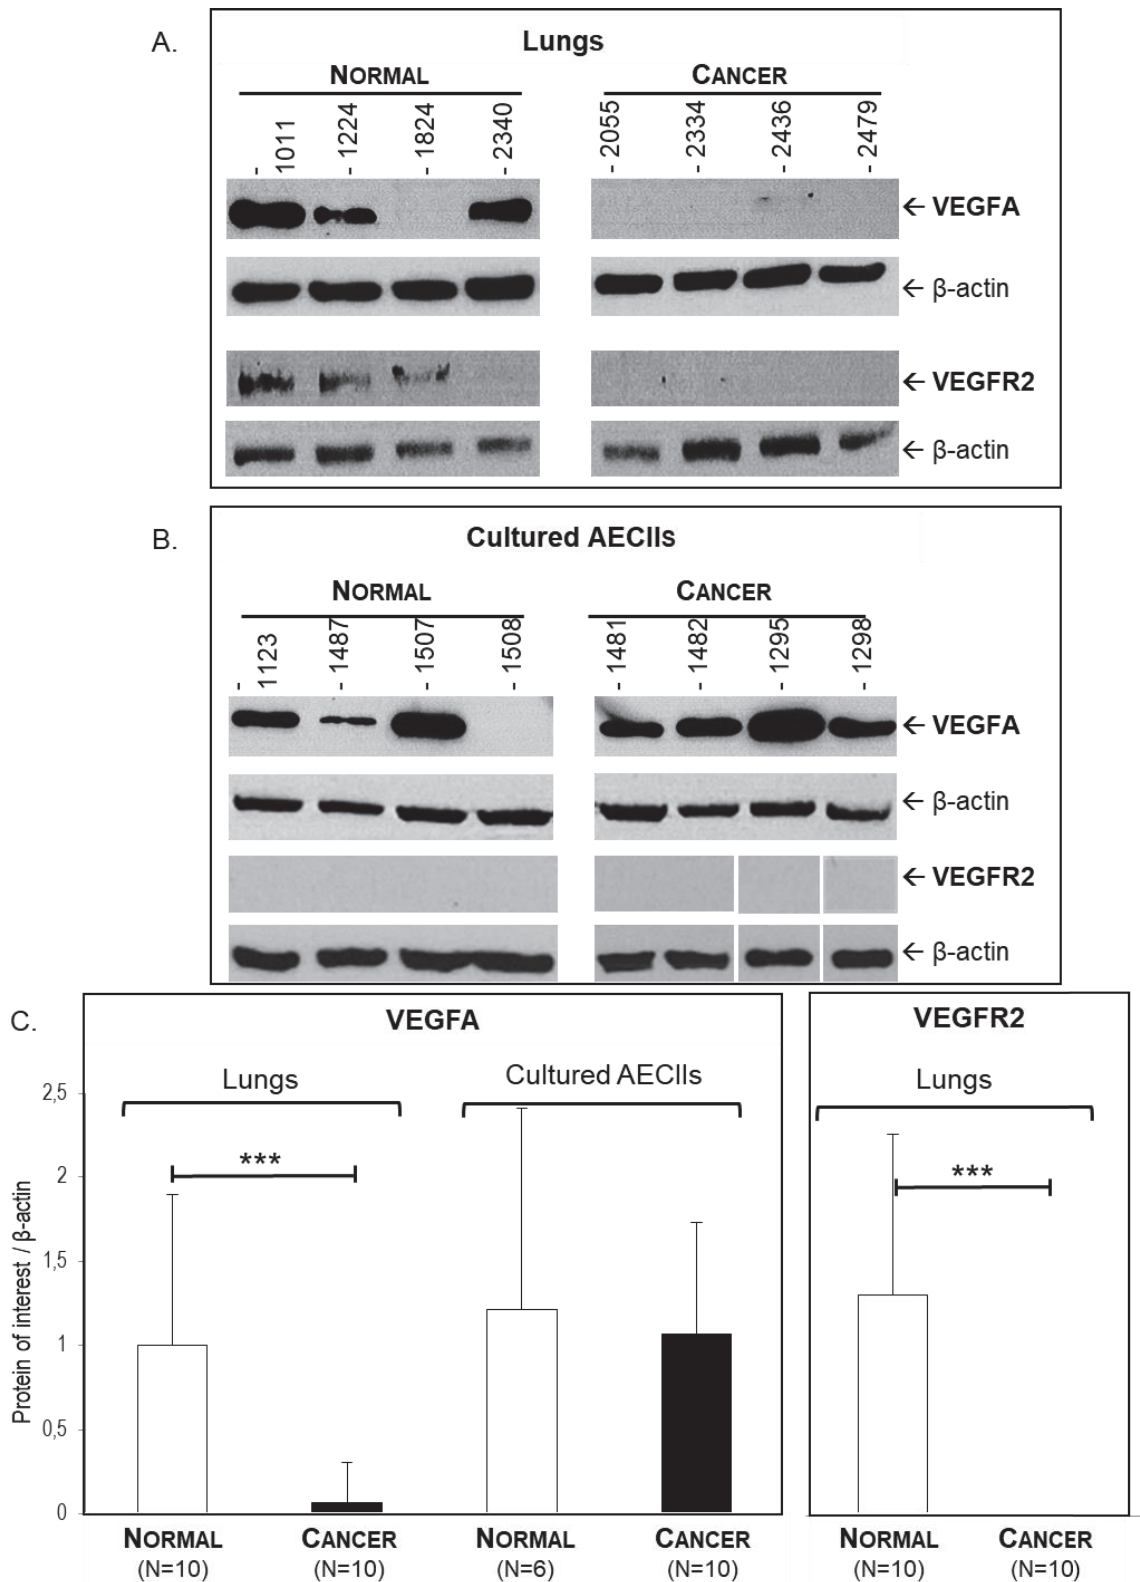 A.
Lungs
NORMAL CANCER
- 1011 - 1224 - 1824 - 2340 - 2055 - 2334 - 2436 - 2479
← VEGFA
← β-actin
← VEGFR2
← β-actin
B.
Cultured AECIIs
NORMAL CANCER
- 1123 - 1487 - 1507 - 1508 - 1481 - 1482 - 1295 - 1298
← VEGFA
← β-actin
← VEGFR2
← β-actin
C.
VEGFA VEGFR2
Lungs Cultured AECIIs Lungs
Protein of interest / β-actin
2,5
2
1,5
1
0,5
0
*** ***
NORMAL CANCER NORMAL CANCER NORMAL CANCER
(N=10) (N=10) (N=6) (N=10) (N=10) (N=10)